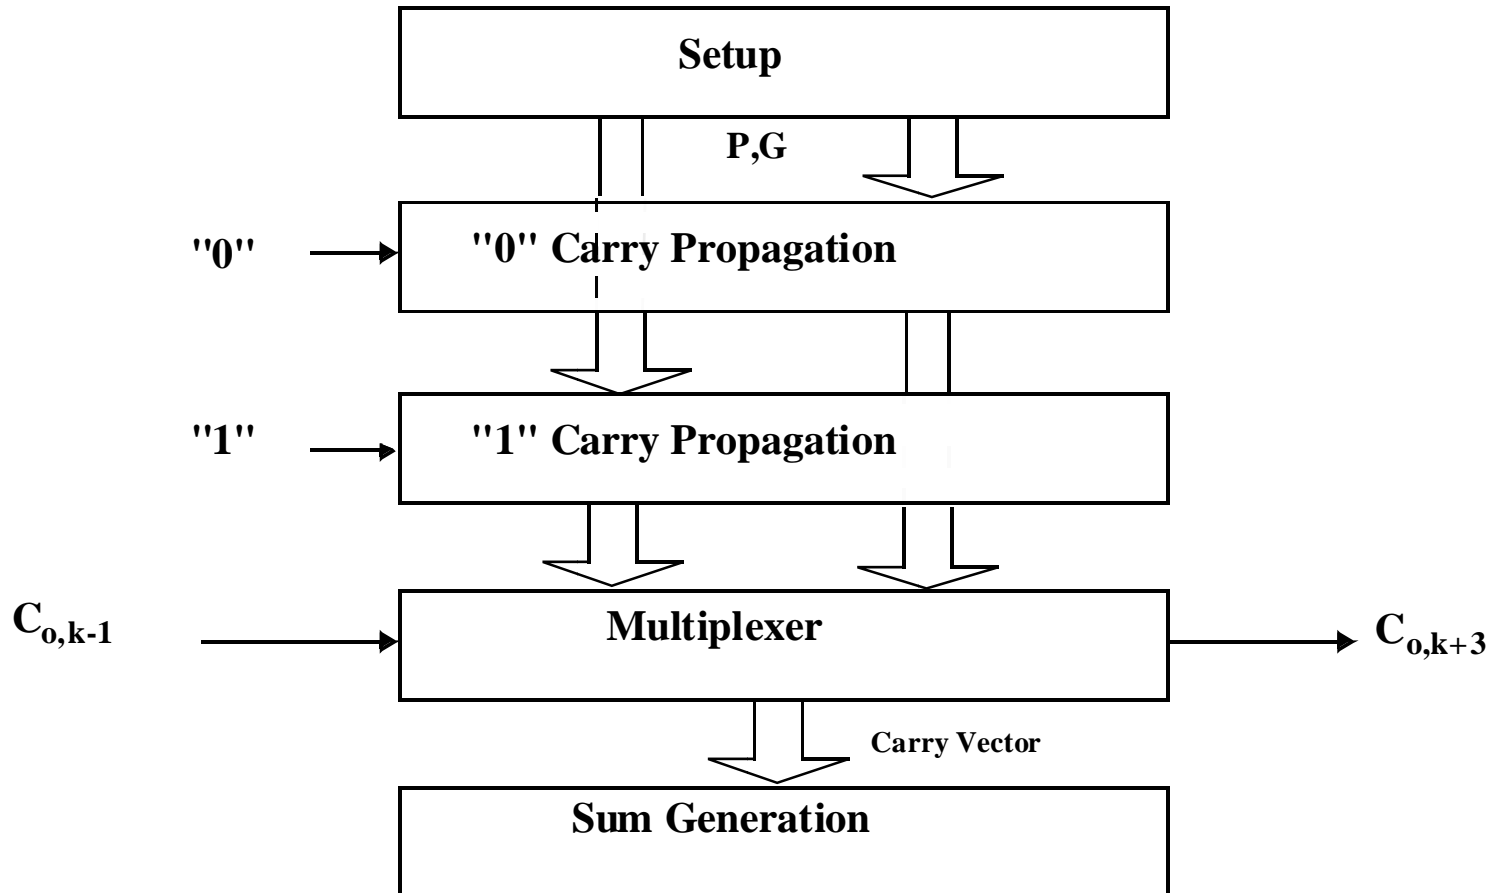 Setup
P,G
"0"
"0" Carry Propagation
"1"
"1" Carry Propagation
Co,k-1
Multiplexer
Co,k+3
Carry Vector
Sum Generation